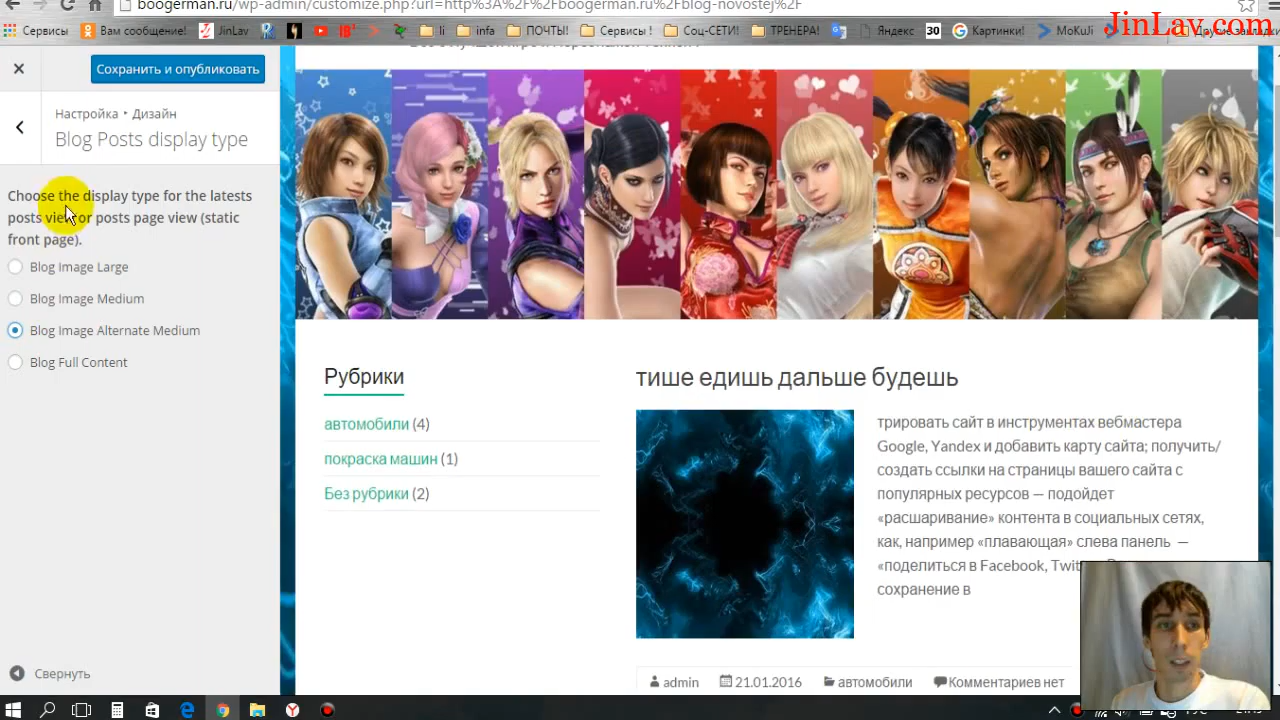 boogerman.ru/wp-admin/customize.php?url=http%3A%2F%2Fboogerman.ru%2Fblog-novostej%2F
JinLav.com
Сервисы
Вам сообщение!
JinLav
li
infa
ПОЧТЫ!
Сервисы !
Соц-СЕТИ!
ТРЕНЕРА!
Яндекс
30
Картинки!
MoKuJi
Другие закладки
Сохранить и опубликовать
Настройка ‣ Дизайн
Blog Posts display type
Choose the display type for the latests
posts view or posts page view (static
front page).
Blog Image Large
Blog Image Medium
Blog Image Alternate Medium
Blog Full Content
Свернуть
Рубрики
автомобили (4)
покраска машин (1)
Без рубрики (2)
тише едишь дальше будешь
трировать сайт в инструментах вебмастера
Google, Yandex и добавить карту сайта; получить/
создать ссылки на страницы вашего сайта с
популярных ресурсов — подойдет
«расшаривание» контента в социальных сетях,
как, например «плавающая» слева панель —
«поделиться в Facebook,
сохранение в
admin
21.01.2016
автомобили
Комментариев нет